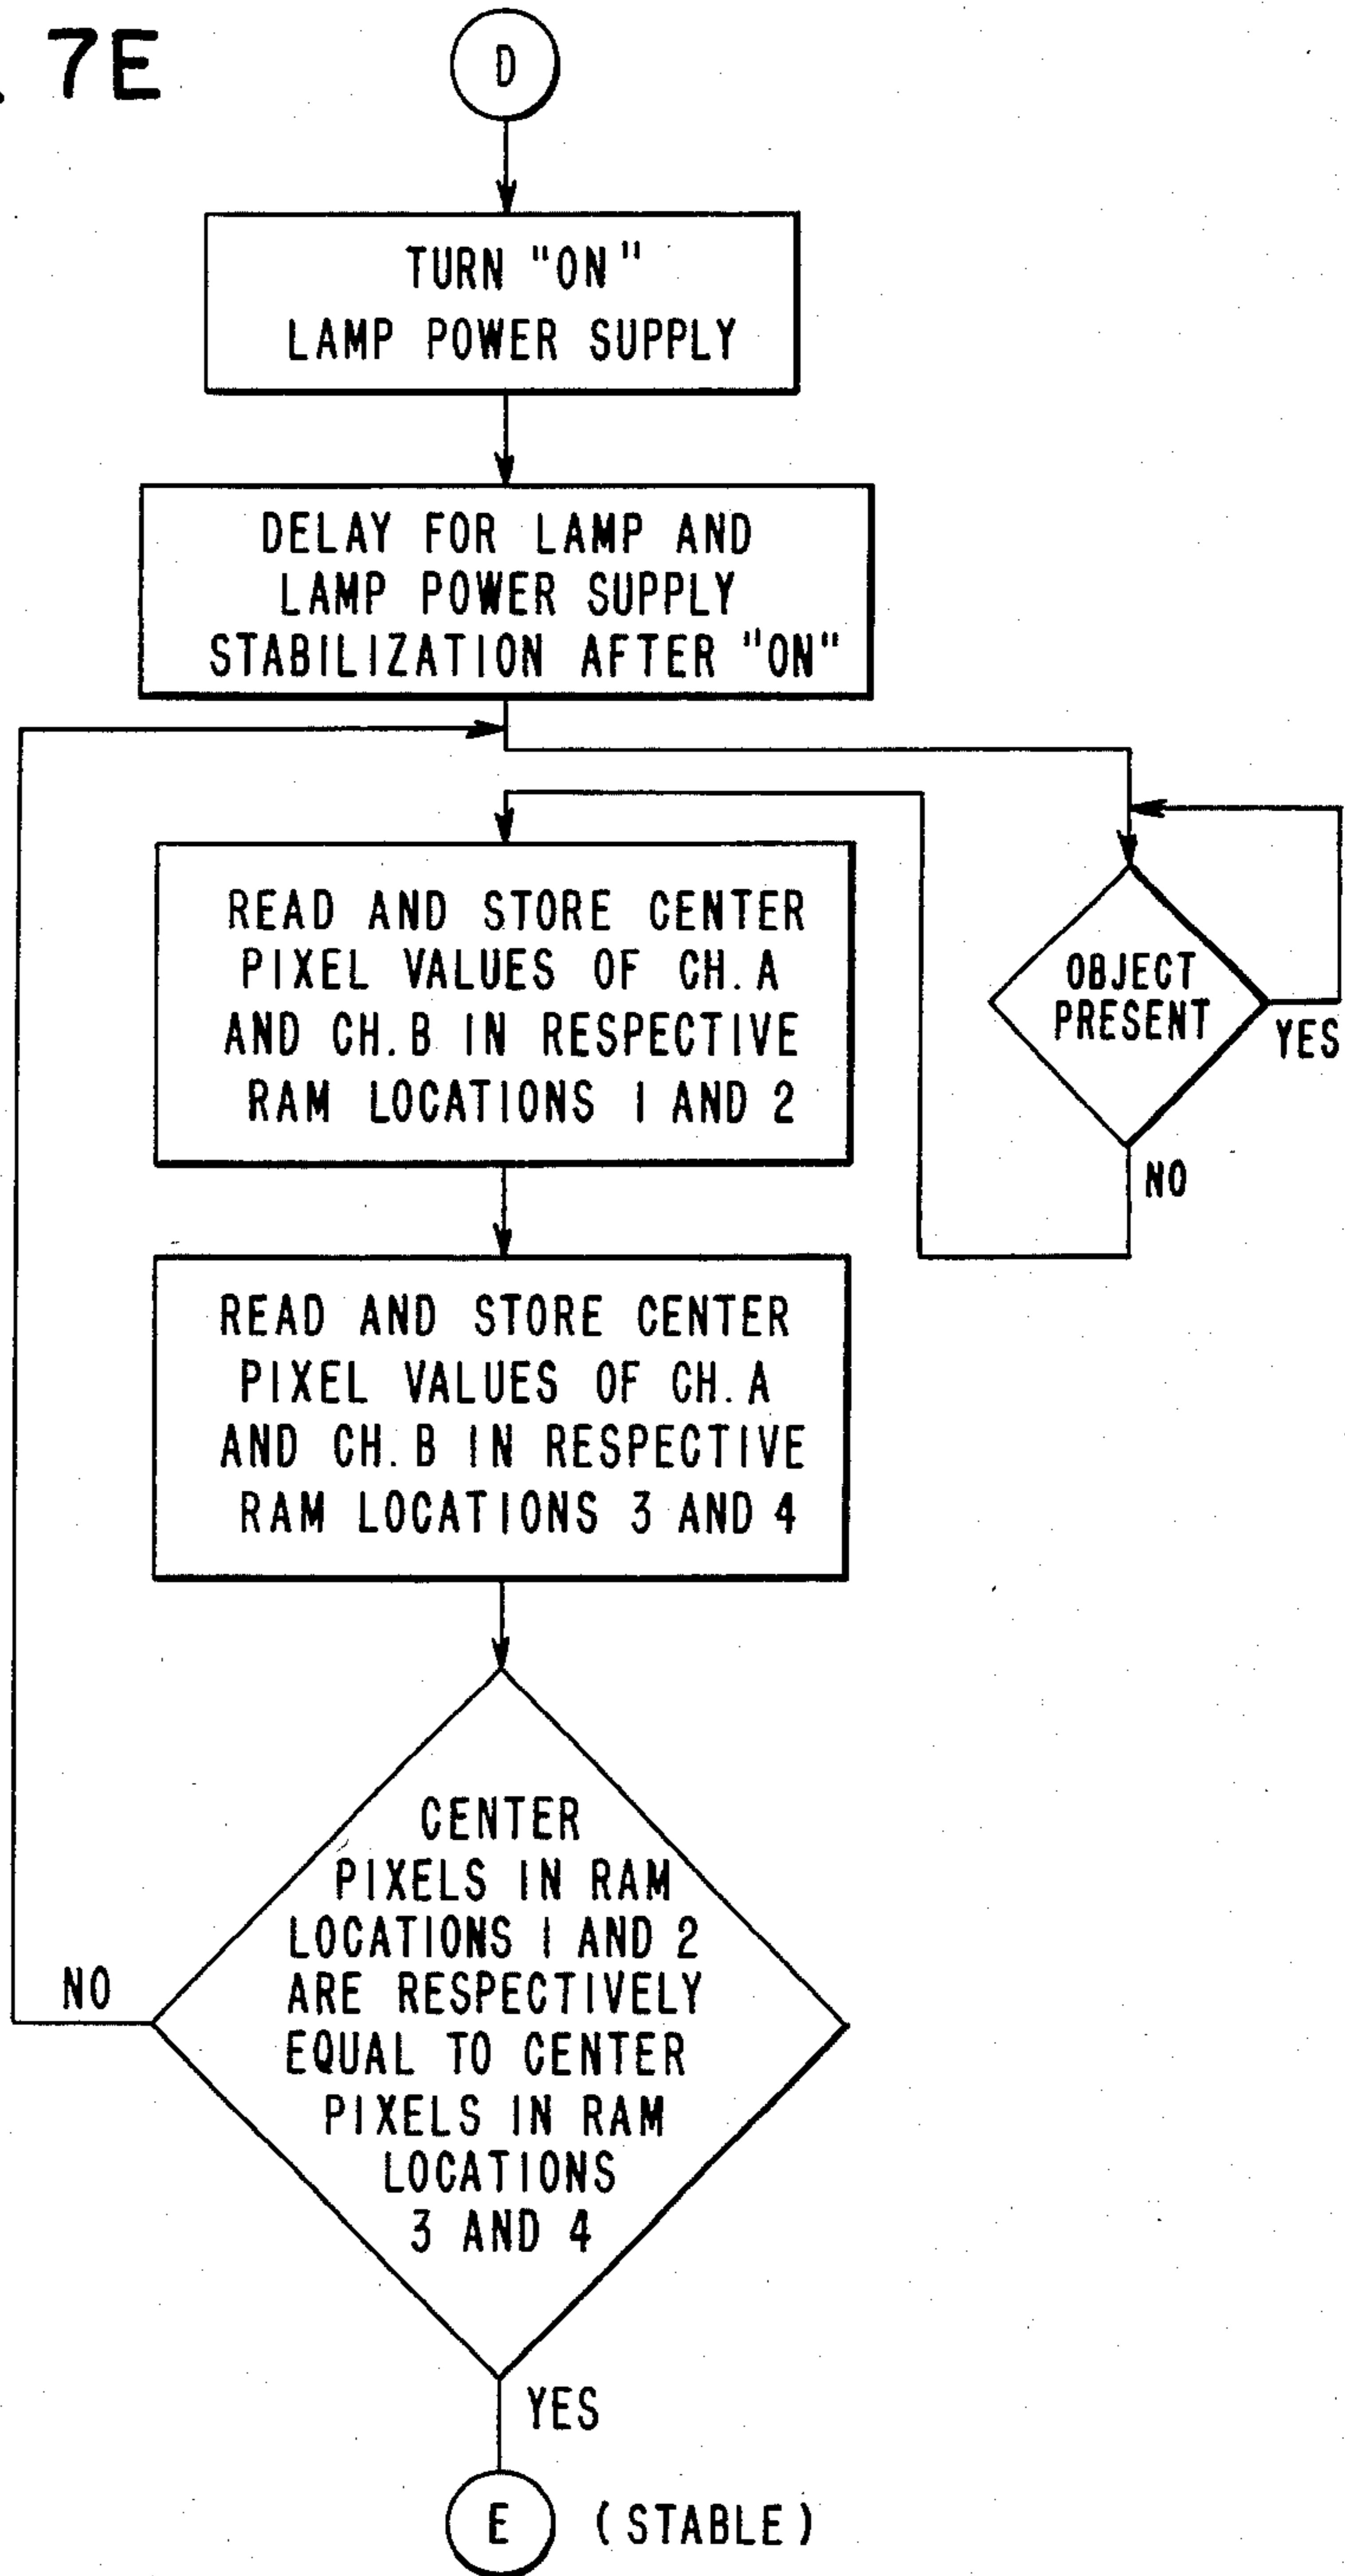 7E
D
TURN "ON"
LAMP POWER SUPPLY
DELAY FOR LAMP AND
LAMP POWER SUPPLY
STABILIZATION AFTER "ON"
READ AND STORE CENTER
PIXEL VALUES OF CH. A
AND CH. B IN RESPECTIVE
RAM LOCATIONS 1 AND 2
OBJECT
PRESENT
YES
NO
READ AND STORE CENTER
PIXEL VALUES OF CH. A
AND CH. B IN RESPECTIVE
RAM LOCATIONS 3 AND 4
CENTER
PIXELS IN RAM
LOCATIONS 1 AND 2
ARE RESPECTIVELY
EQUAL TO CENTER
PIXELS IN RAM
LOCATIONS
3 AND 4
NO
YES
E (STABLE)